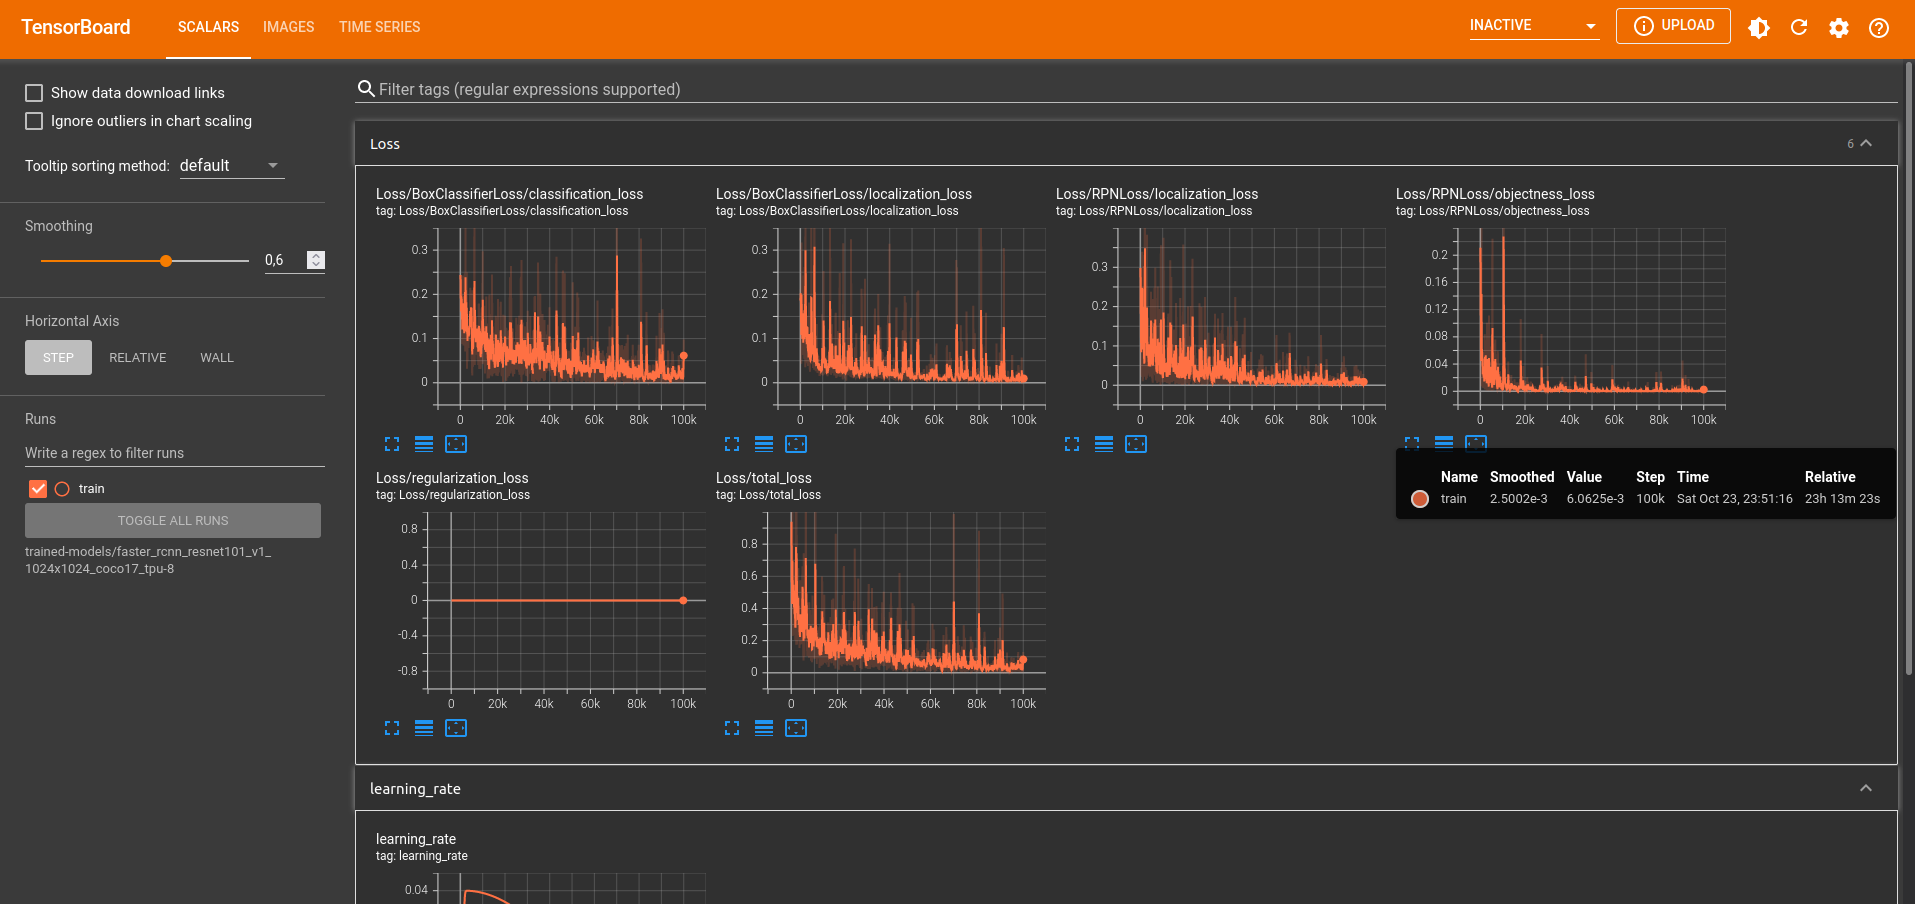 TensorBoard SCALARS IMAGES TIME SERIES INACTIVE UPLOAD
Show data download links
Ignore outliers in chart scaling
Tooltip sorting method: default
Smoothing
0,6
Horizontal Axis
STEP RELATIVE WALL
Runs
Write a regex to filter runs
train
TOGGLE ALL RUNS
trained-models/faster_rcnn_resnet101_v1_
1024x1024_coco17_tpu-8
Filter tags (regular expressions supported)
Loss 6
Loss/BoxClassifierLoss/classification_loss
tag: Loss/BoxClassifierLoss/classification_loss
0.3
0.2
0.1
0
0 20k 40k 60k 80k 100k
Loss/BoxClassifierLoss/localization_loss
tag: Loss/BoxClassifierLoss/localization_loss
0.3
0.2
0.1
0
0 20k 40k 60k 80k 100k
Loss/RPNLoss/localization_loss
tag: Loss/RPNLoss/localization_loss
0.3
0.2
0.1
0
0 20k 40k 60k 80k 100k
Loss/RPNLoss/objectness_loss
tag: Loss/RPNLoss/objectness_loss
0.2
0.16
0.12
0.08
0.04
0
0 20k 40k 60k 80k 100k
Name Smoothed Value Step Time Relative
train 2.5002e-3 6.0625e-3 100k Sat Oct 23, 23:51:16 23h 13m 23s
Loss/regularization_loss
tag: Loss/regularization_loss
0.8
0.4
0
-0.4
-0.8
0 20k 40k 60k 80k 100k
Loss/total_loss
tag: Loss/total_loss
0.8
0.6
0.4
0.2
0
0 20k 40k 60k 80k 100k
learning_rate
learning_rate
tag: learning_rate
0.04